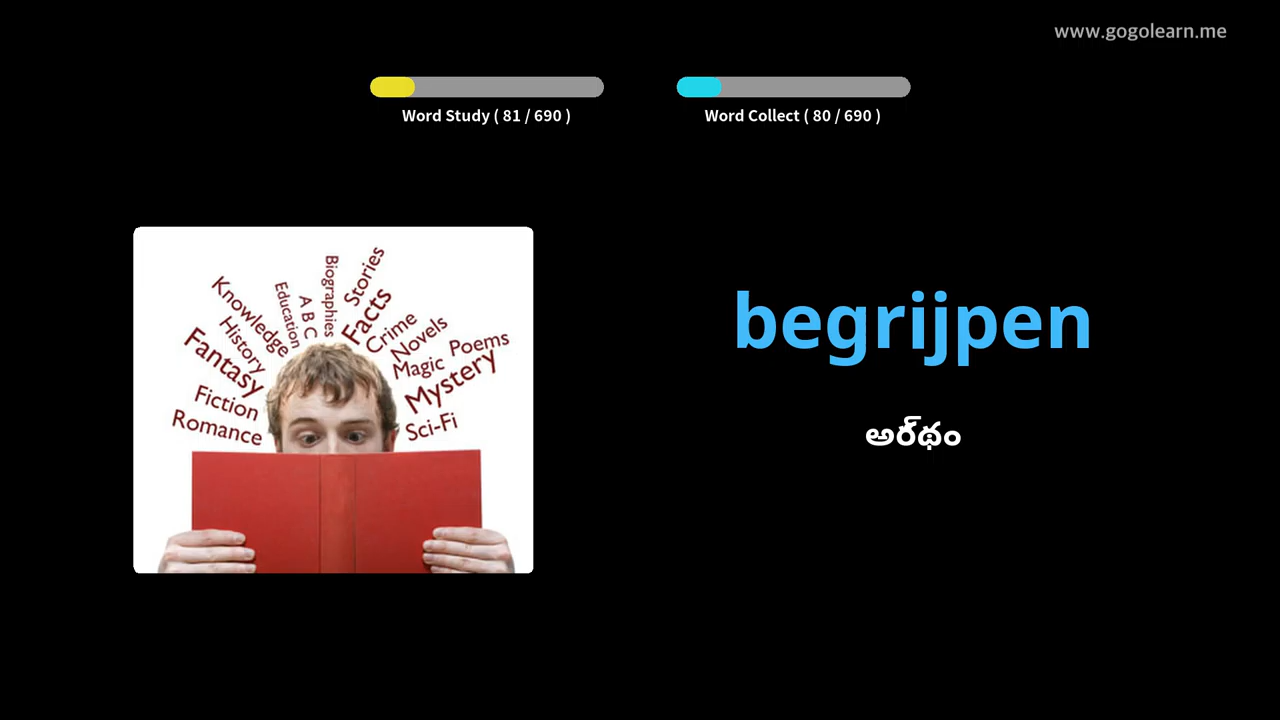 www.gogolearn.me
Word Study ( 81 / 690 )
Word Collect ( 80 / 690 )
Knowledge
History
Education
A B C
Biographies
Stories
Facts
Crime
Novels
Poems
Magic
Mystery
Fantasy
Fiction
Romance
Sci-Fi
begrijpen
അർത്ഥം